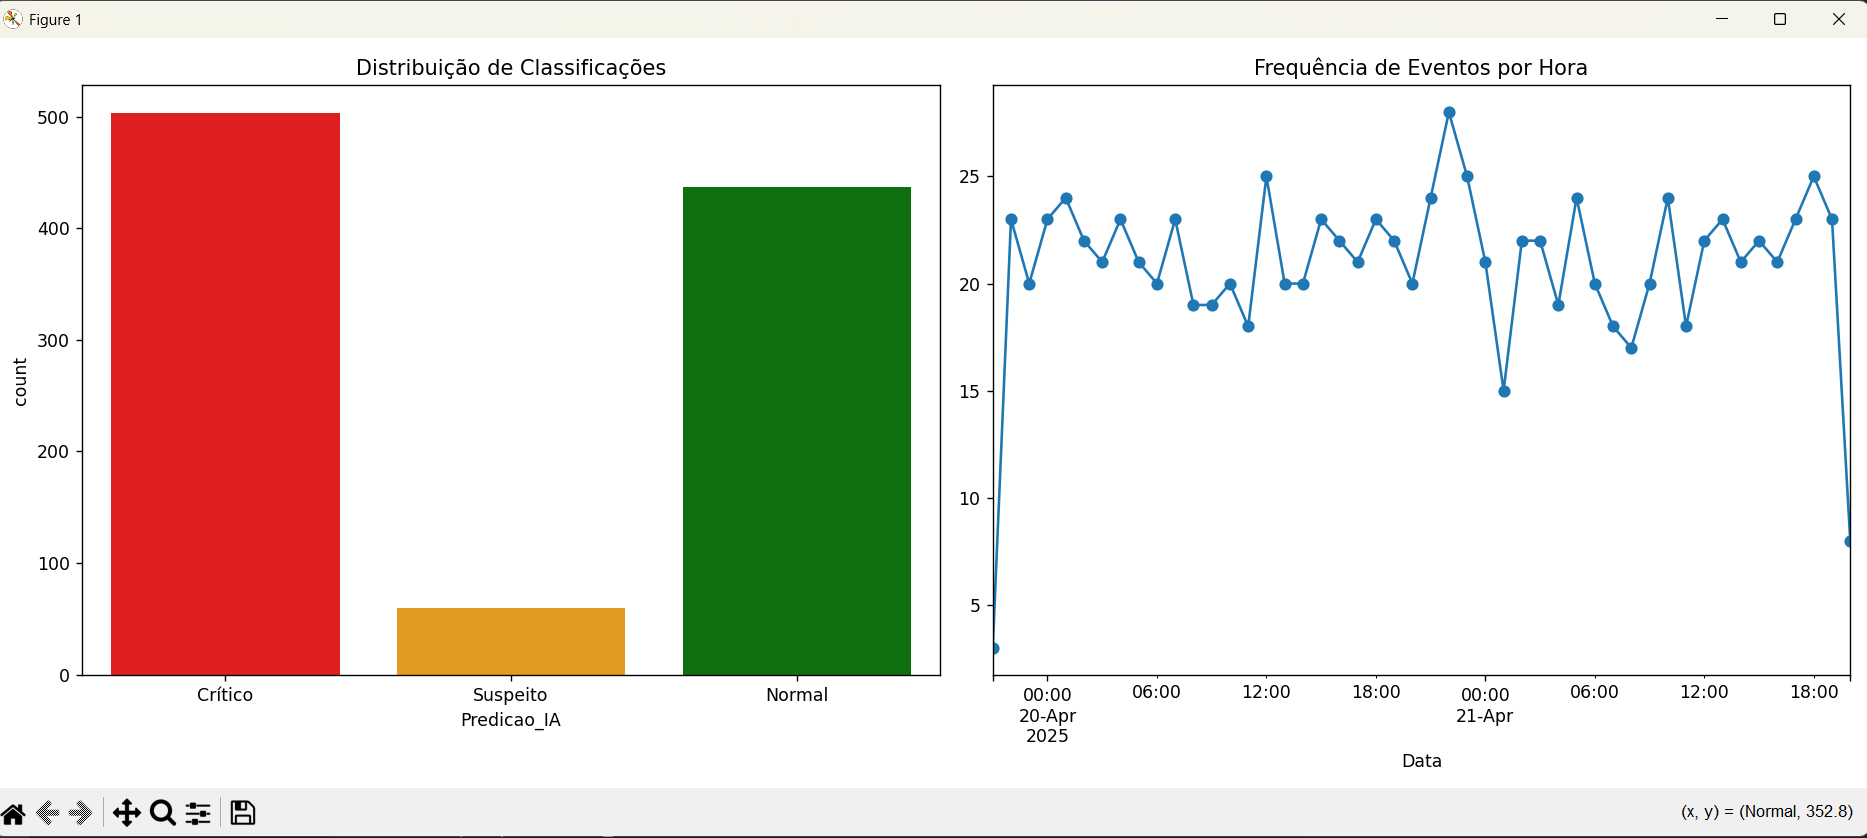 Figure 1
Distribuição de Classificações
500
400
300
200
100
0
count
Crítico Suspeito Normal
Predicao_IA
Frequência de Eventos por Hora
25
20
15
10
5
00:00 06:00 12:00 18:00 00:00 06:00 12:00 18:00
20-Apr 21-Apr
2025
Data
(x, y) = (Normal, 352.8)